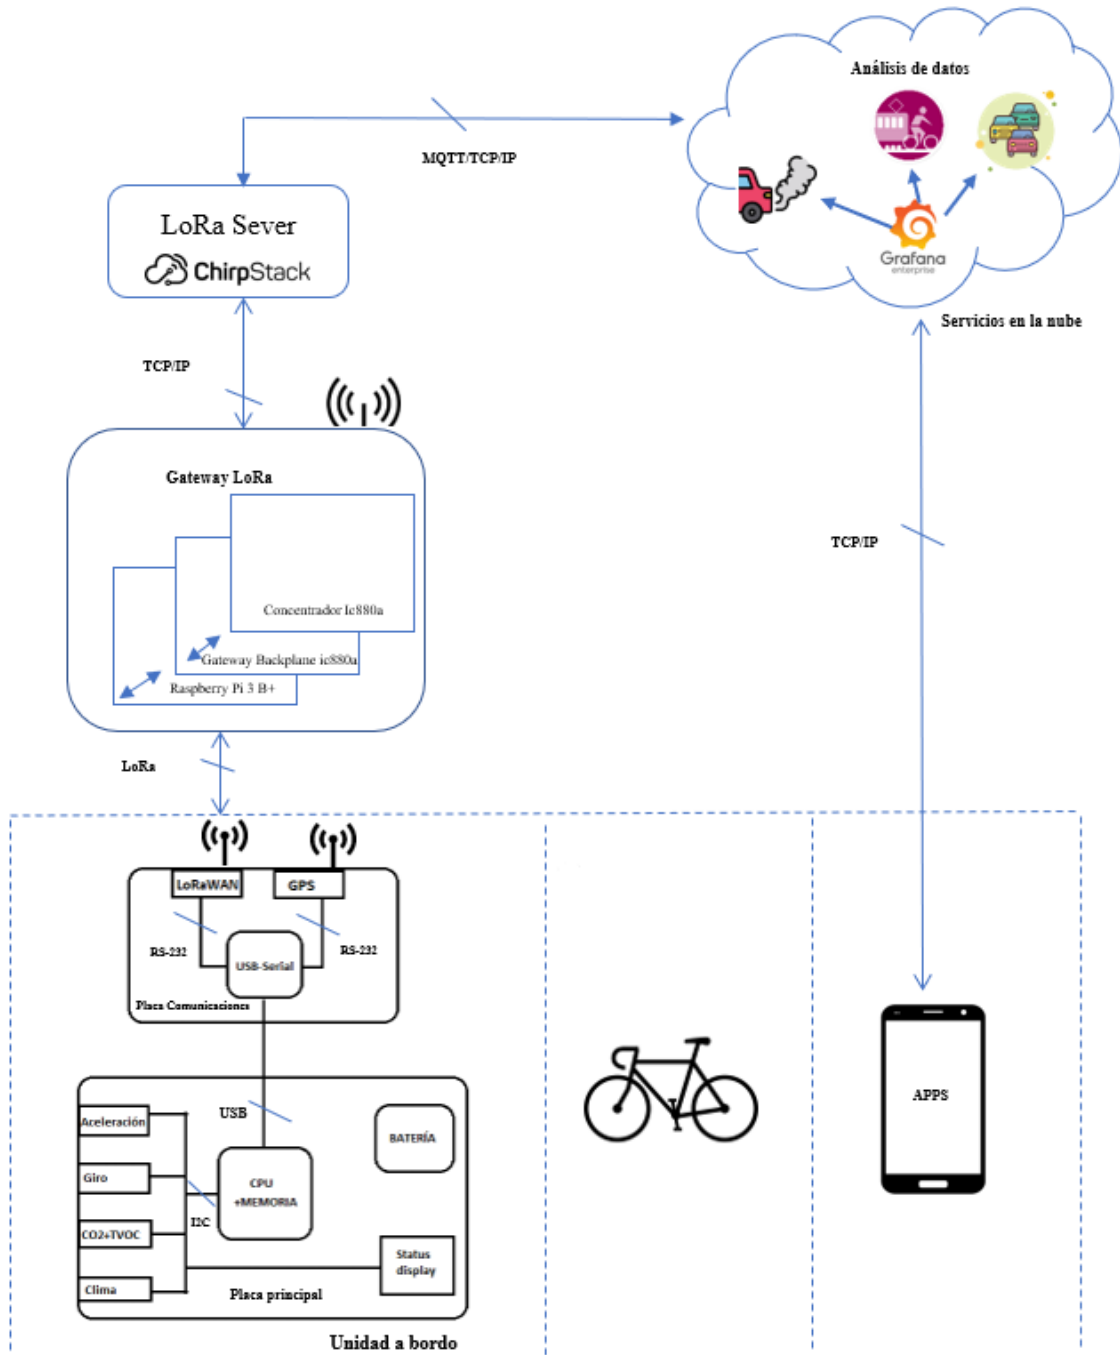 Análisis de datos
MQTT/TCP/IP
LoRa Sever
ChirpStack
Grafana
enterprise
Servicios en la nube
TCP/IP
Gateway LoRa
TCP/IP
Concentrador Ic880a
Gateway Backplane ic880a
Raspberry Pi 3 B+
LoRa
LoRaWAN
GPS
RS-232
RS-232
USB-Serial
Placa Comunicaciones
APPS
USB
Aceleración
BATERÍA
Giro
CPU
+MEMORIA
I2C
CO2+TVOC
Status
display
Clima
Placa principal
Unidad a bordo